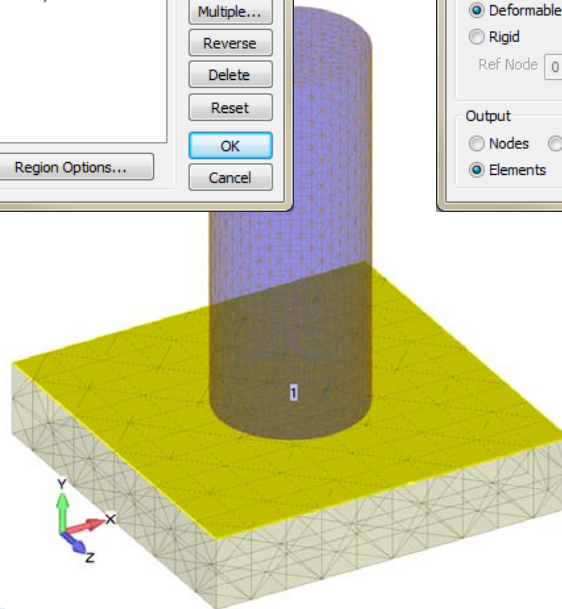 Multiple...
Reverse
Delete
Reset
OK
Cancel
Region Options...
Deformable
Rigid
Ref Node 0
Output
Nodes
Elements
1
Y
X
Z